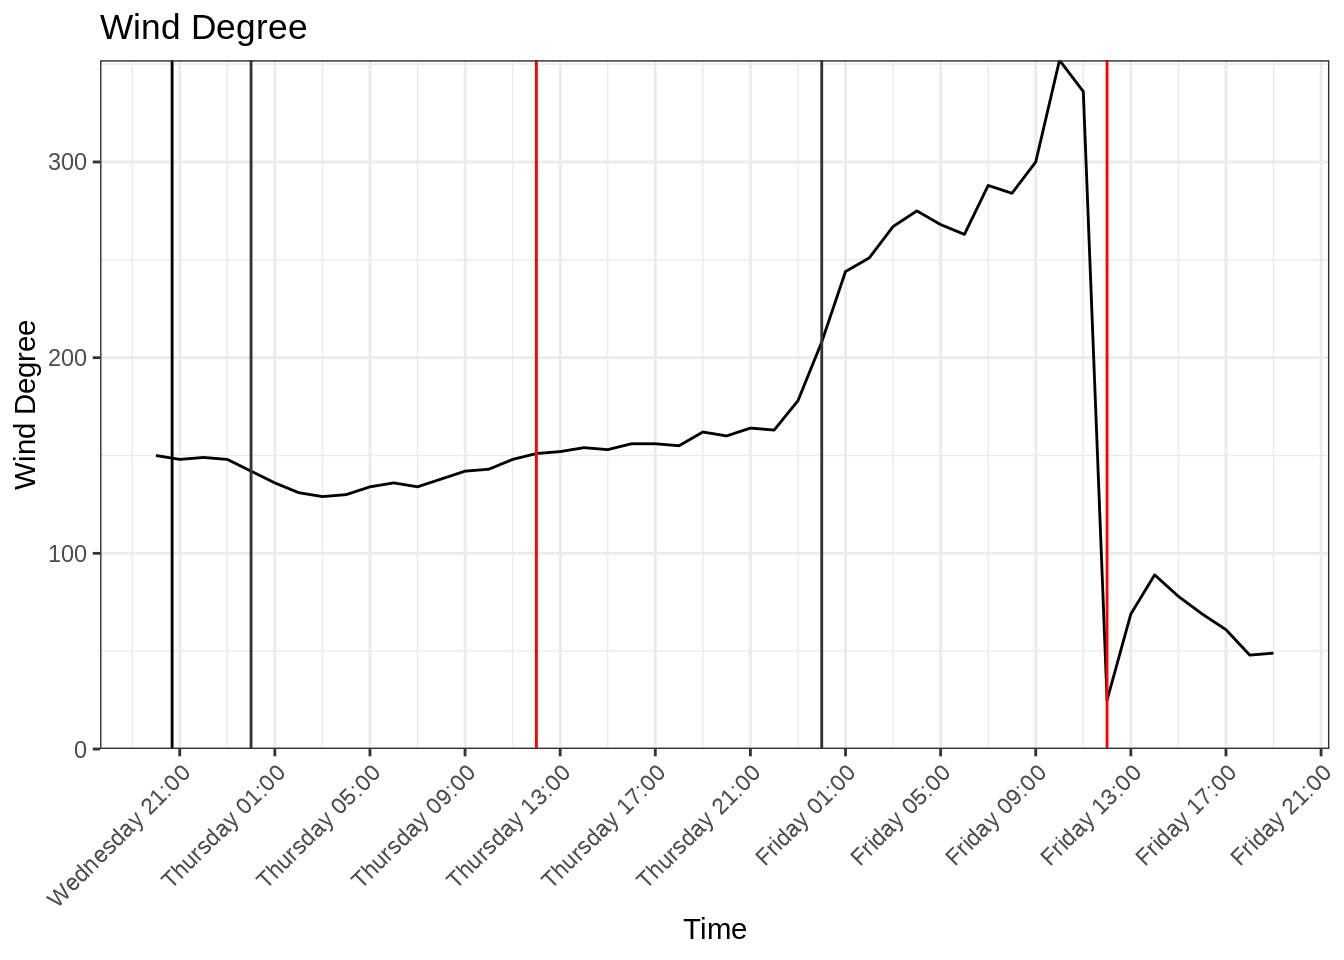 Wind Degree
Wind Degree
300
200
100
0
Wednesday 21:00
Thursday 01:00
Thursday 05:00
Thursday 09:00
Thursday 13:00
Thursday 17:00
Thursday 21:00
Friday 01:00
Friday 05:00
Friday 09:00
Friday 13:00
Friday 17:00
Friday 21:00
Time